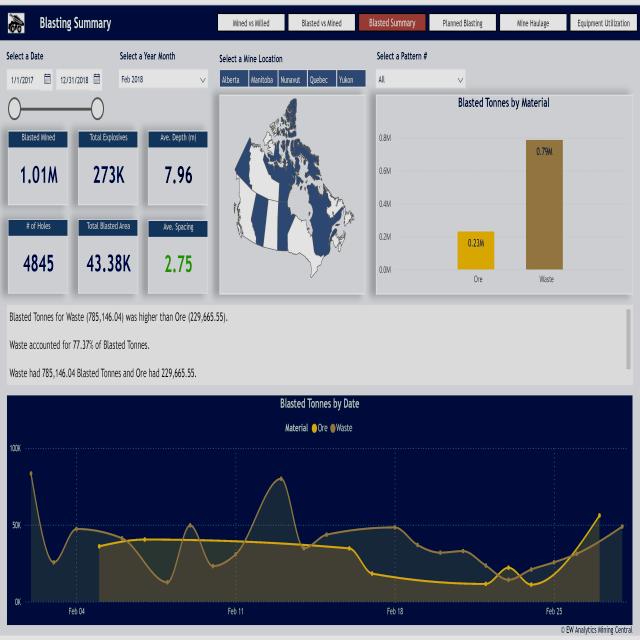 Blasting Summary
Mined vs Milled
Blasted vs Mined
Blasted Summary
Planned Blasting
Mine Haulage
Equipment Utilization
Select a Date
Select a Year Month
Select a Mine Location
Select a Pattern #
1/1/2017
12/31/2018
Feb 2018
Alberta
Manitoba
Nunavut
Quebec
Yukon
All
Blasted Mined
1.01M
Total Explosives
273K
Ave. Depth (m)
7.96
# of Holes
4845
Total Blasted Area
43.38K
Ave. Spacing
2.75
Blasted Tonnes by Material
0.8M
0.6M
0.4M
0.2M
0.0M
0.23M
0.79M
Ore
Waste
Blasted Tonnes for Waste (785,146.04) was higher than Ore (229,665.55).
Waste accounted for 77.37% of Blasted Tonnes.
Waste had 785,146.04 Blasted Tonnes and Ore had 229,665.55.
Blasted Tonnes by Date
Material Ore Waste
100K
50K
0K
Feb 04
Feb 11
Feb 18
Feb 25
© EW Analytics Mining Central